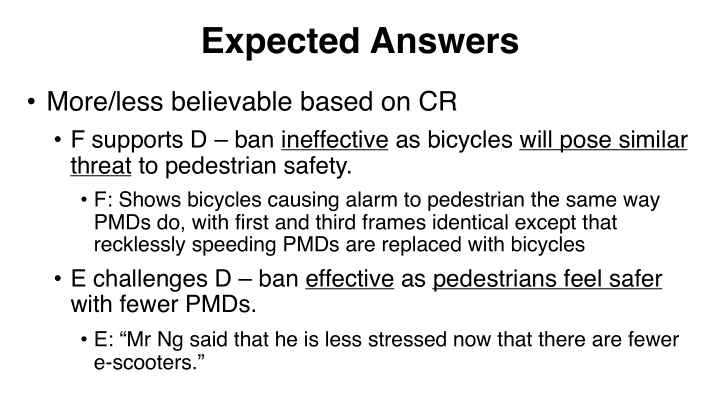 Expected Answers
• More/less believable based on CR
• F supports D – ban ineffective as bicycles will pose similar
threat to pedestrian safety.
• F: Shows bicycles causing alarm to pedestrian the same way
PMDs do, with first and third frames identical except that
recklessly speeding PMDs are replaced with bicycles
• E challenges D – ban effective as pedestrians feel safer
with fewer PMDs.
• E: “Mr Ng said that he is less stressed now that there are fewer
e-scooters.”